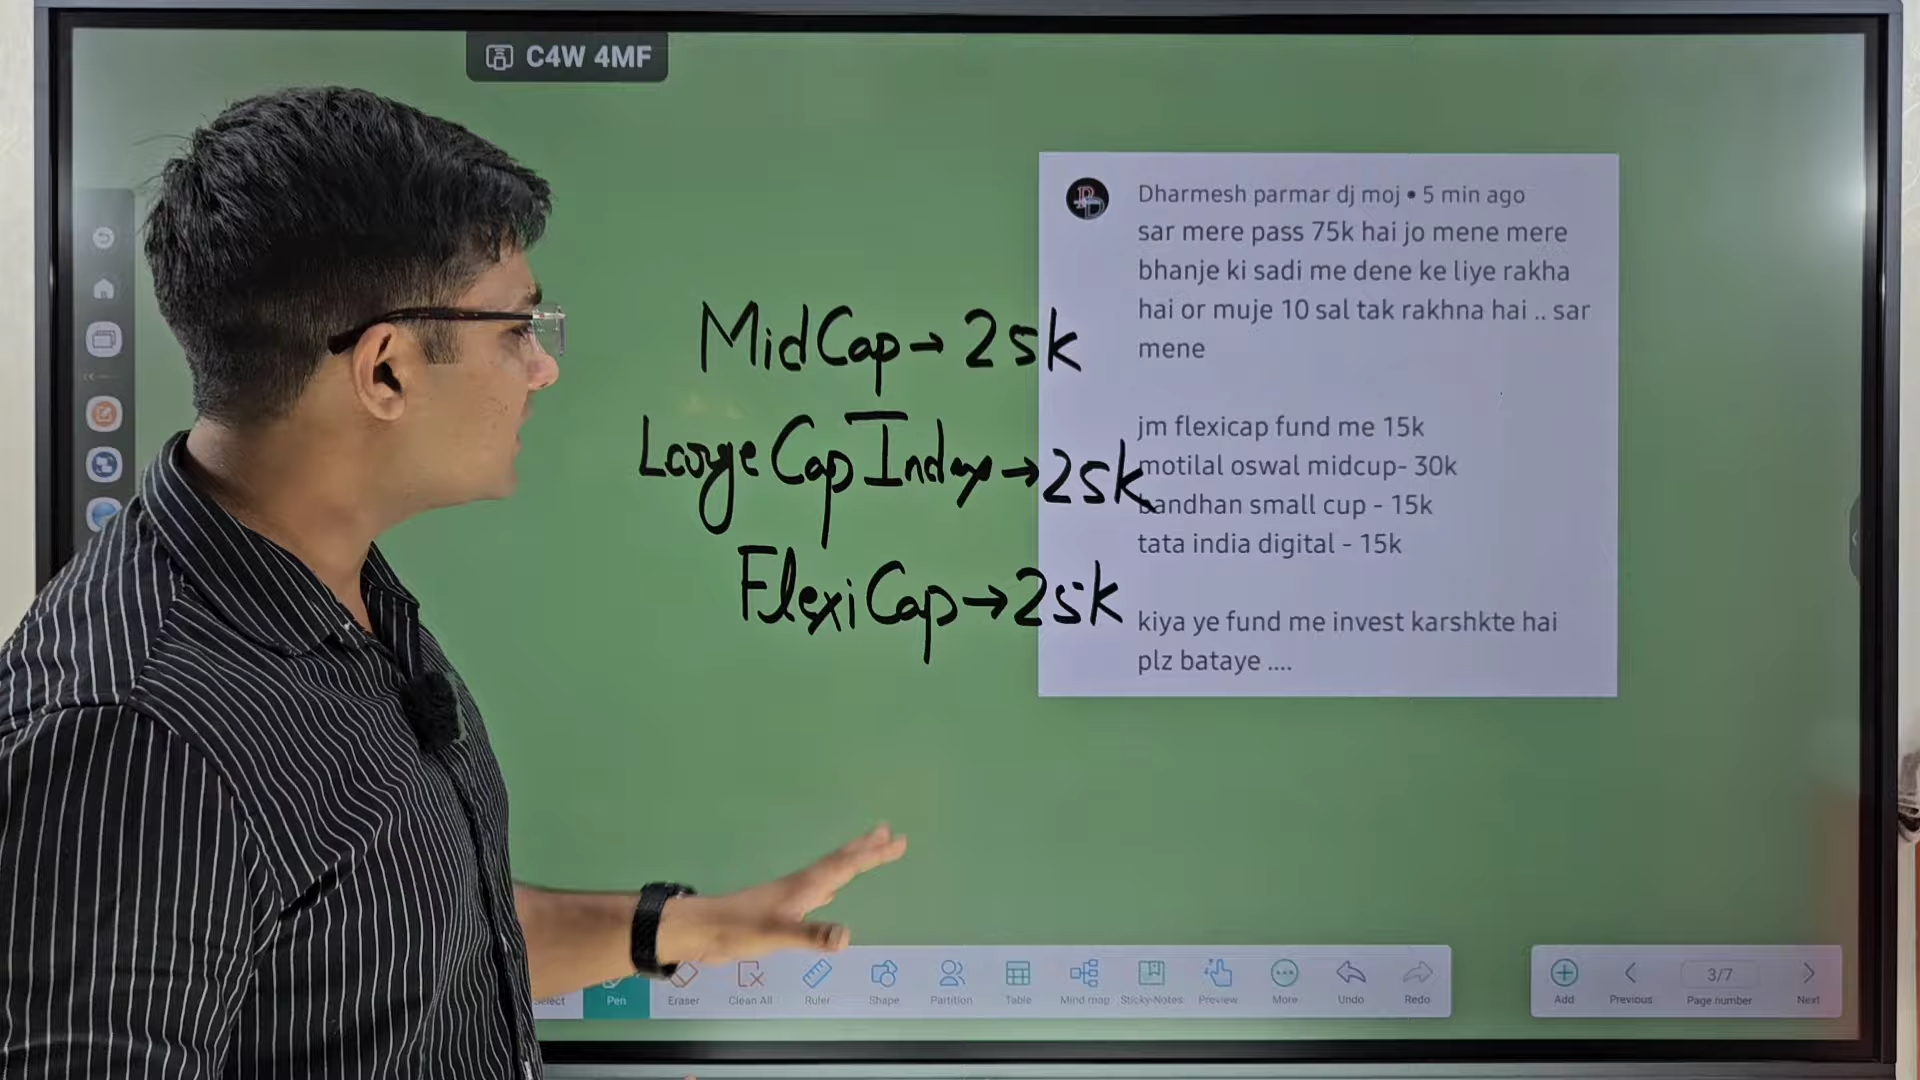 C4W 4MF
MidCap → 25k
Large Cap Index → 25k
FlexiCap → 25k
Dharmesh parmar dj moj • 5 min ago
sar mere pass 75k hai jo mene mere
bhanje ki sadi me dene ke liye rakha
hai or muje 10 sal tak rakhna hai .. sar
mene
jm flexicap fund me 15k
motilal oswal midcup- 30k
bandhan small cup - 15k
tata india digital - 15k
kiya ye fund me invest karshkte hai
plz bataye ....
Select Pen Eraser Clean All Ruler Shape Partition Table Mind map Sticky-Notes Preview More Undo Redo
Add Previous 3/7 Page number Next